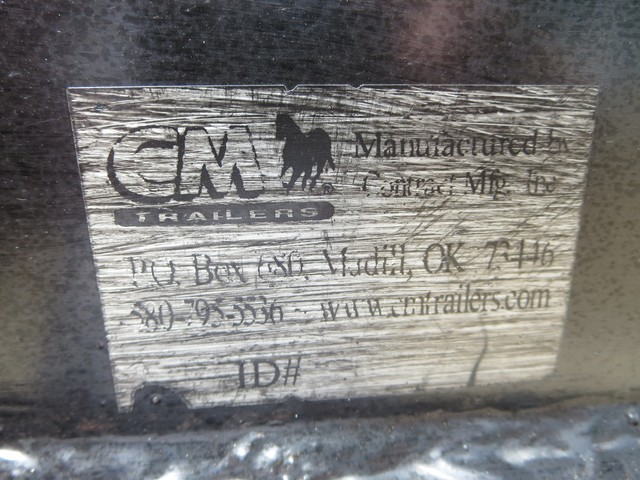 CM Manufactured by
TRAILERS ® Contract Mfg. Inc
P.O. Box 680, Madill, OK 73446
580-795-5536 - www.cmtrailers.com
ID#